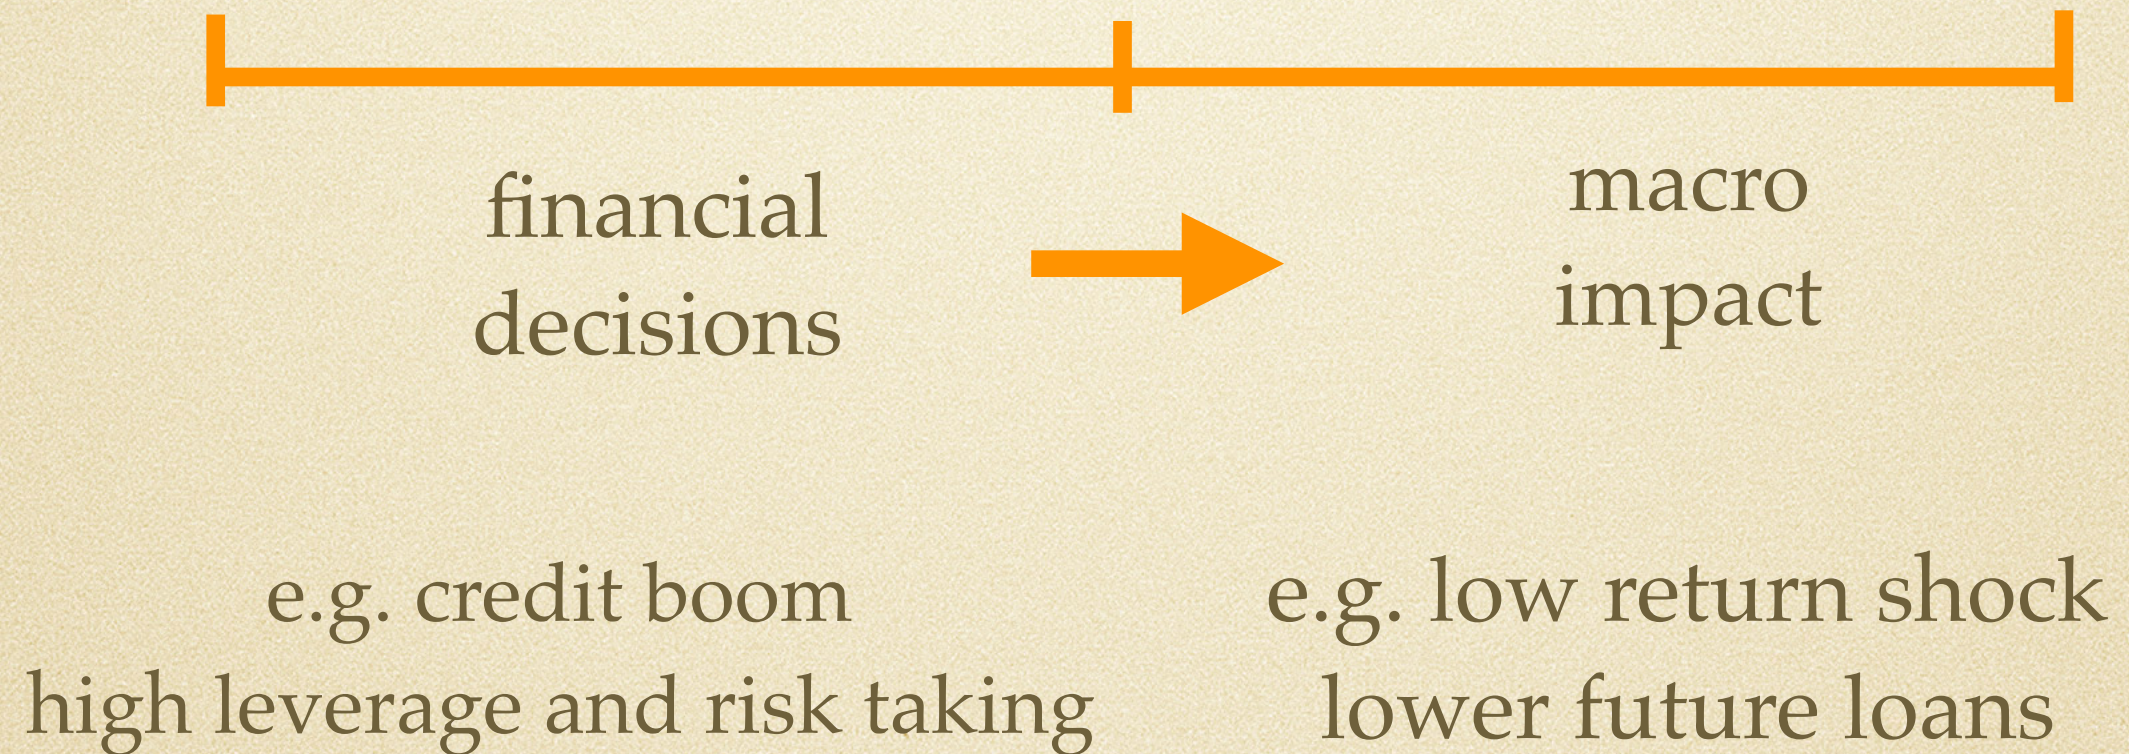 financial
decisions
macro
impact
e.g. credit boom
high leverage and risk taking
e.g. low return shock
lower future loans